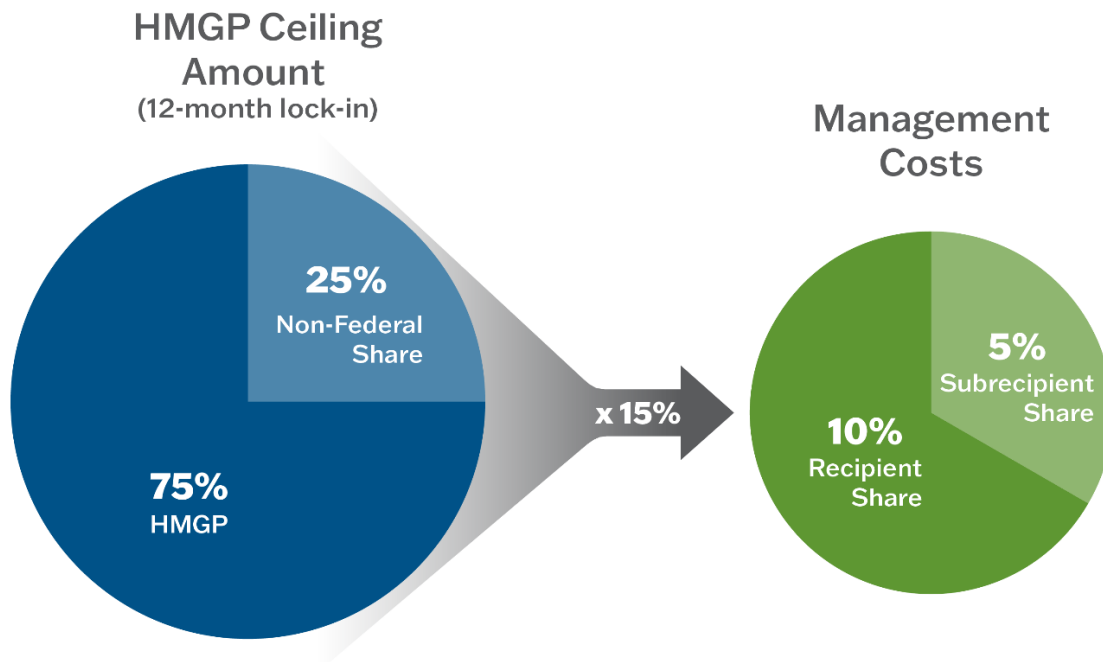 HMGP Ceiling
Amount
(12-month lock-in)
25%
Non-Federal
Share
75%
HMGP
x 15%
Management
Costs
5%
Subrecipient
Share
10%
Recipient
Share